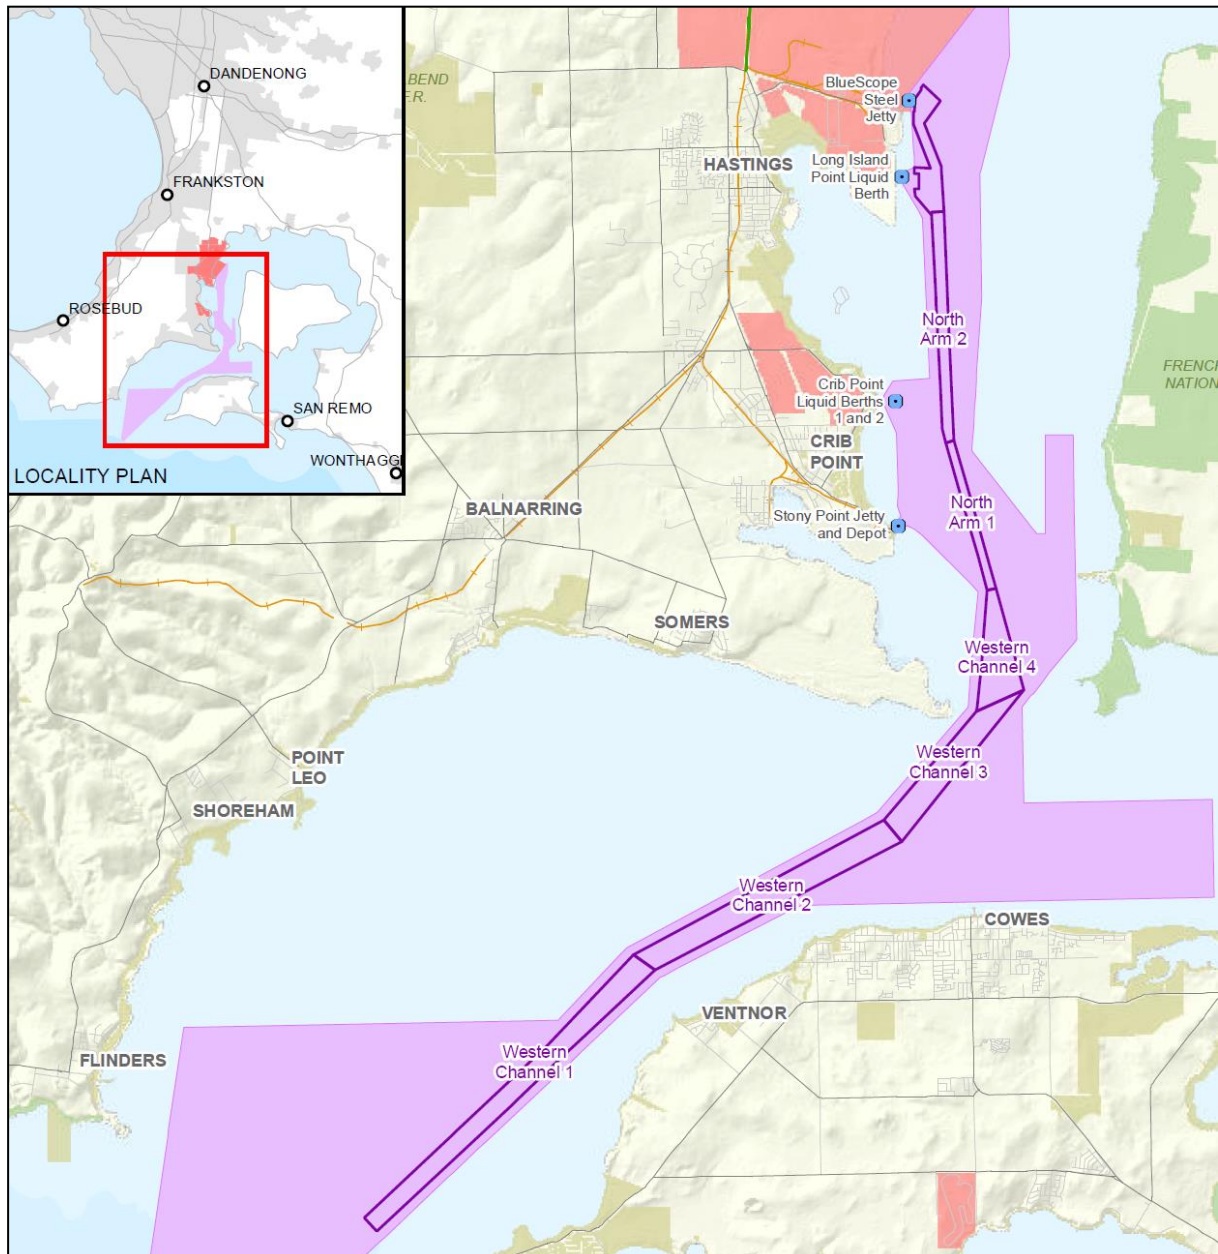 DANDENONG
FRANKSTON
ROSEBUD
SAN REMO
WONTHAGGI
LOCALITY PLAN
BEND
F.R.
BlueScope
Steel
Jetty
HASTINGS
Long Island
Point Liquid
Berth
North
Arm 2
FRENCH
NATION
Crib Point
Liquid Berths
1 and 2
CRIB
POINT
BALNARRING
North
Arm 1
Stony Point Jetty
and Depot
SOMERS
Western
Channel 4
POINT
LEO
Western
Channel 3
SHOREHAM
Western
Channel 2
COWES
VENTNOR
FLINDERS
Western
Channel 1